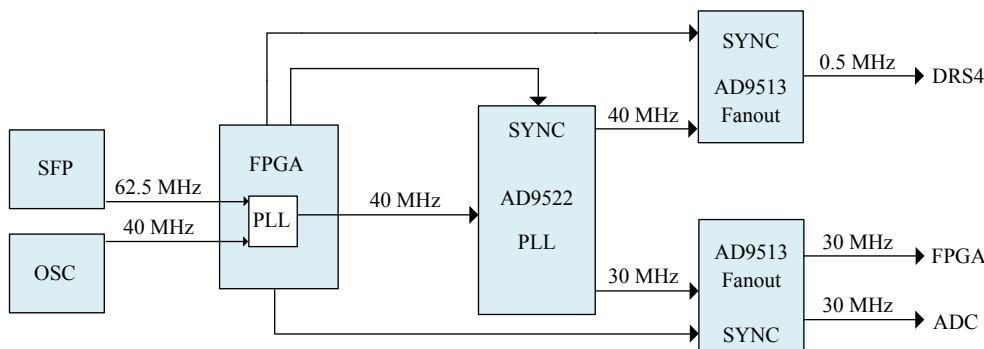 SYNC
AD9513
Fanout
0.5 MHz
DRS4
SFP
62.5 MHz
40 MHz
OSC
FPGA
PLL
40 MHz
SYNC
AD9522
PLL
40 MHz
30 MHz
AD9513
Fanout
SYNC
30 MHz
FPGA
30 MHz
ADC